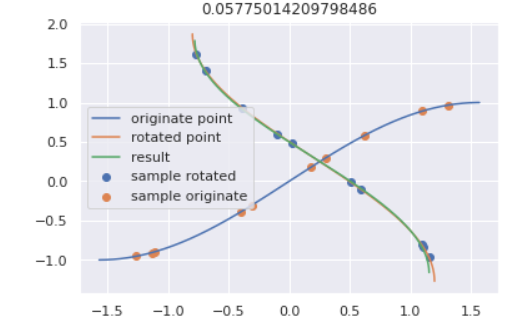 0.05775014209798486
2.0
1.5
1.0
0.5
0.0
−0.5
−1.0
originate point
rotated point
result
sample rotated
sample originate
−1.5 −1.0 −0.5 0.0 0.5 1.0 1.5